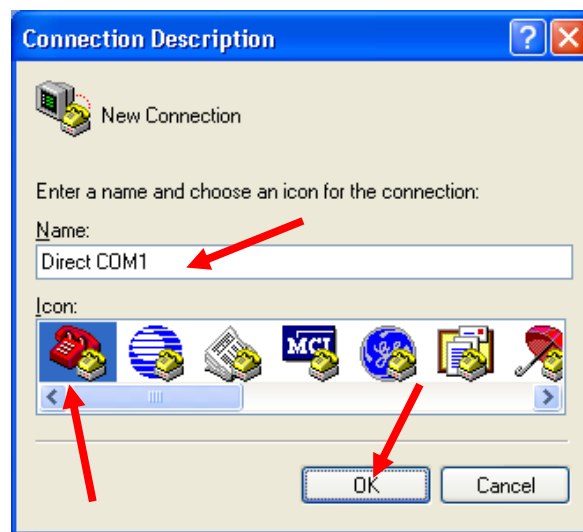 Connection Description
New Connection
Enter a name and choose an icon for the connection:
Name:
Direct COM1
Icon:
MCI
OK Cancel